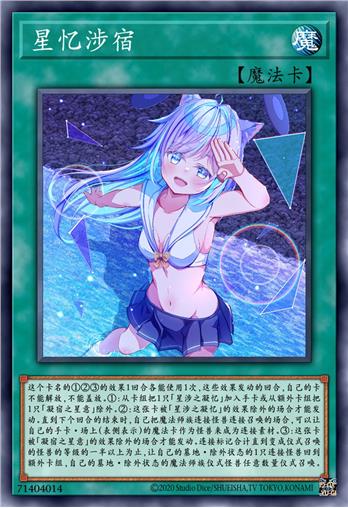 星忆涉宿
魔
【魔法卡】
这个卡名的①②③的效果1回合各能使用1次,这些效果发动的回合,自己的卡
不能解放,不能盖放。①:从卡组把1只「星涉之凝忆」加入手卡或从额外卡组把
1只「凝宿之星意」除外。②:这张卡被「星涉之凝忆」的效果除外的场合才能发
动。直到下个回合的结束时,自己把魔法师族连接怪兽连接召唤的场合,可以让
自己的手卡・场上(表侧表示)的魔法卡作为怪兽来成为连接素材。③:这张卡
被「凝宿之星意」的效果除外的场合才能发动。连接标记合计直到变成仪式召唤
的怪兽的等级的一半以上为止,让自己的墓地・除外状态的1只连接怪兽回到
额外卡组,自己的墓地・除外状态的魔法师族仪式怪兽任意数量仪式召唤。
71404014
©2020 Studio Dice/SHUEISHA,TV TOKYO,KONAMI